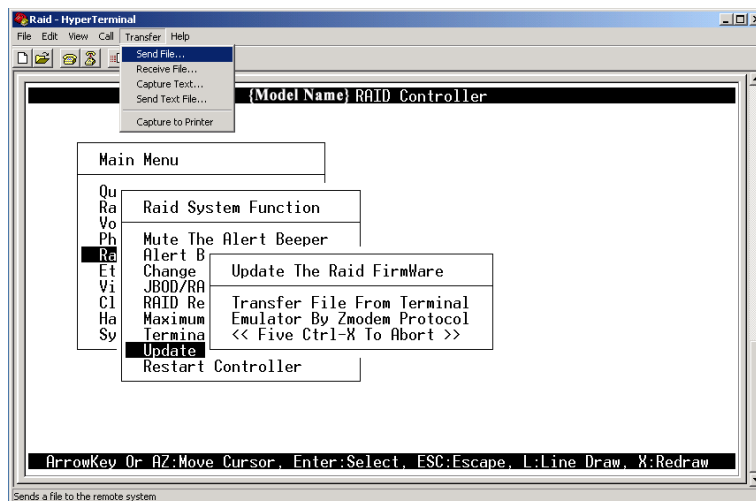 Raid - HyperTerminal
File Edit View Call Transfer Help
Send File...
Receive File...
Capture Text...
Send Text File...
Capture to Printer
{Model Name} RAID Controller
Main Menu
Qu
Ra
Vo
Ph
Ra
Et
Vi
Cl
Ha
Sy
Raid System Function
Mute The Alert Beeper
Alert B
Change
JBOD/RA
RAID Re
Maximum
Termina
Update
Restart Controller
Update The Raid FirmWare
Transfer File From Terminal
Emulator By Zmodem Protocol
<< Five Ctrl-X To Abort >>
ArrowKey Or AZ:Move Cursor, Enter:Select, ESC:Escape, L:Line Draw, X:Redraw
Sends a file to the remote system